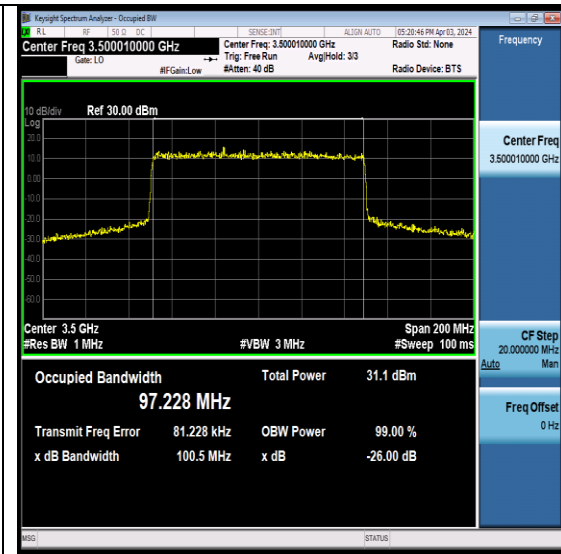 Keysight Spectrum Analyzer - Occupied BW
RL RF 50 Ω DC SENSE:INT ALIGN AUTO 05:20:46 PM Apr 03, 2024
Center Freq 3.500010000 GHz
Center Freq: 3.500010000 GHz
Radio Std: None
Gate: LO
Trig: Free Run Avg|Hold: 3/3
#IFGain:Low
#Atten: 40 dB
Radio Device: BTS
10 dB/div Ref 30.00 dBm
Log
20.0
10.0
0.00
-10.0
-20.0
-30.0
-40.0
-50.0
-60.0
Center 3.5 GHz Span 200 MHz
#Res BW 1 MHz #VBW 3 MHz #Sweep 100 ms
Occupied Bandwidth Total Power 31.1 dBm
97.228 MHz
Transmit Freq Error 81.228 kHz OBW Power 99.00 %
x dB Bandwidth 100.5 MHz x dB -26.00 dB
MSG STATUS
Frequency
Center Freq
3.500010000 GHz
CF Step
20.000000 MHz
Auto Man
Freq Offset
0 Hz